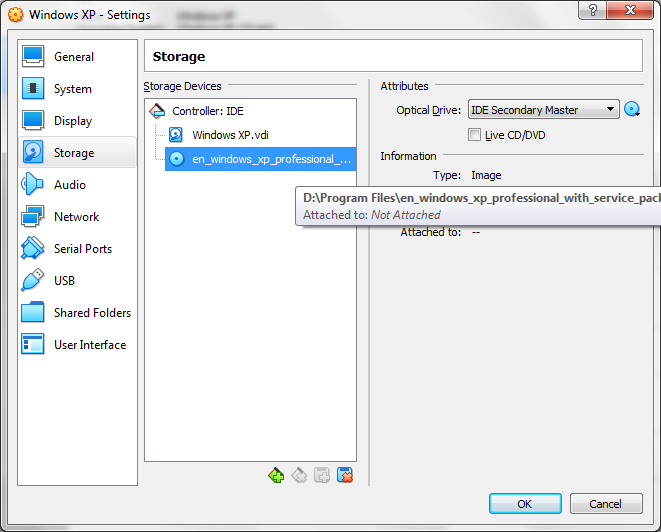 Windows XP - Settings
General
System
Display
Storage
Audio
Network
Serial Ports
USB
Shared Folders
User Interface
Storage
Storage Devices
Controller: IDE
Windows XP.vdi
en_windows_xp_professional_...
Attributes
Optical Drive: IDE Secondary Master
Live CD/DVD
Information
Type: Image
D:\Program Files\en_windows_xp_professional_with_service_pac
Attached to: Not Attached
Attached to: --
OK
Cancel